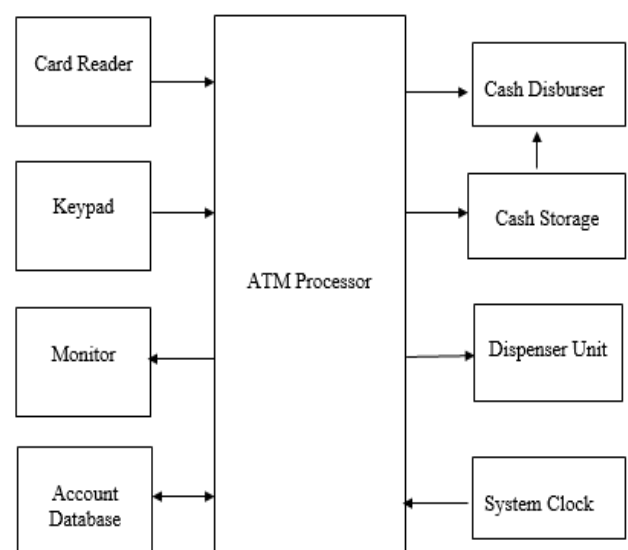 Card Reader
Keypad
Monitor
Account
Database
ATM Processor
Cash Disburser
Cash Storage
Dispenser Unit
System Clock